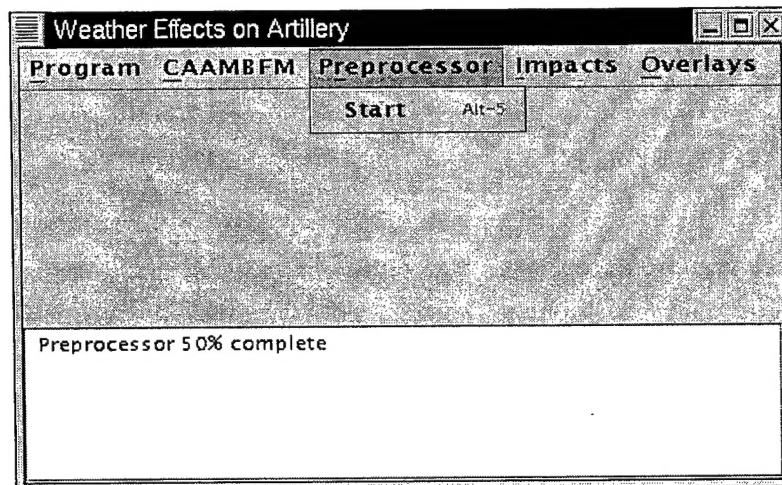 Weather Effects on Artillery
Program CAAMBFM Preprocessor Impacts Overlays
Start Alt-5
Preprocessor 50% complete